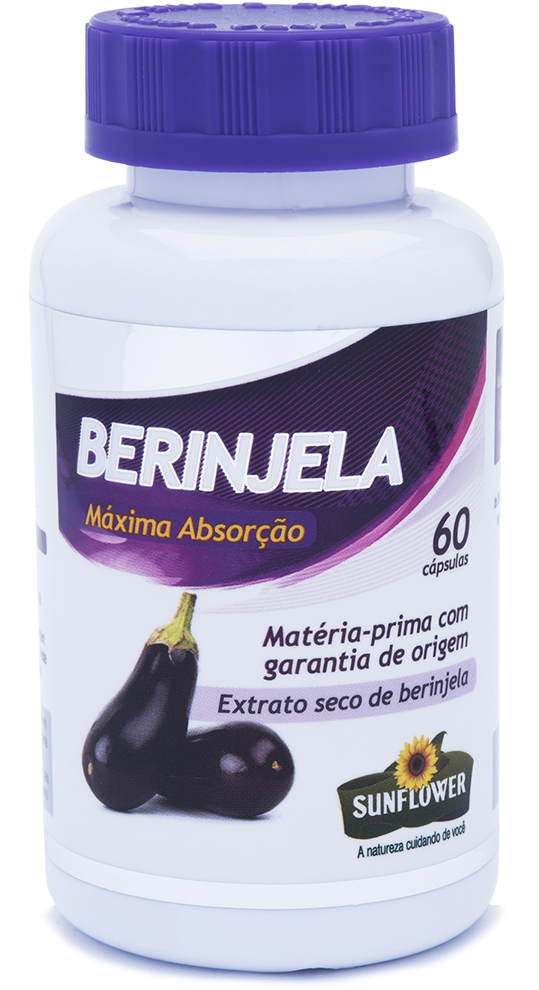 BERINJELA
Máxima Absorção
60
cápsulas
Matéria-prima com
garantia de origem
Extrato seco de berinjela
SUNFLOWER
A natureza cuidando de você